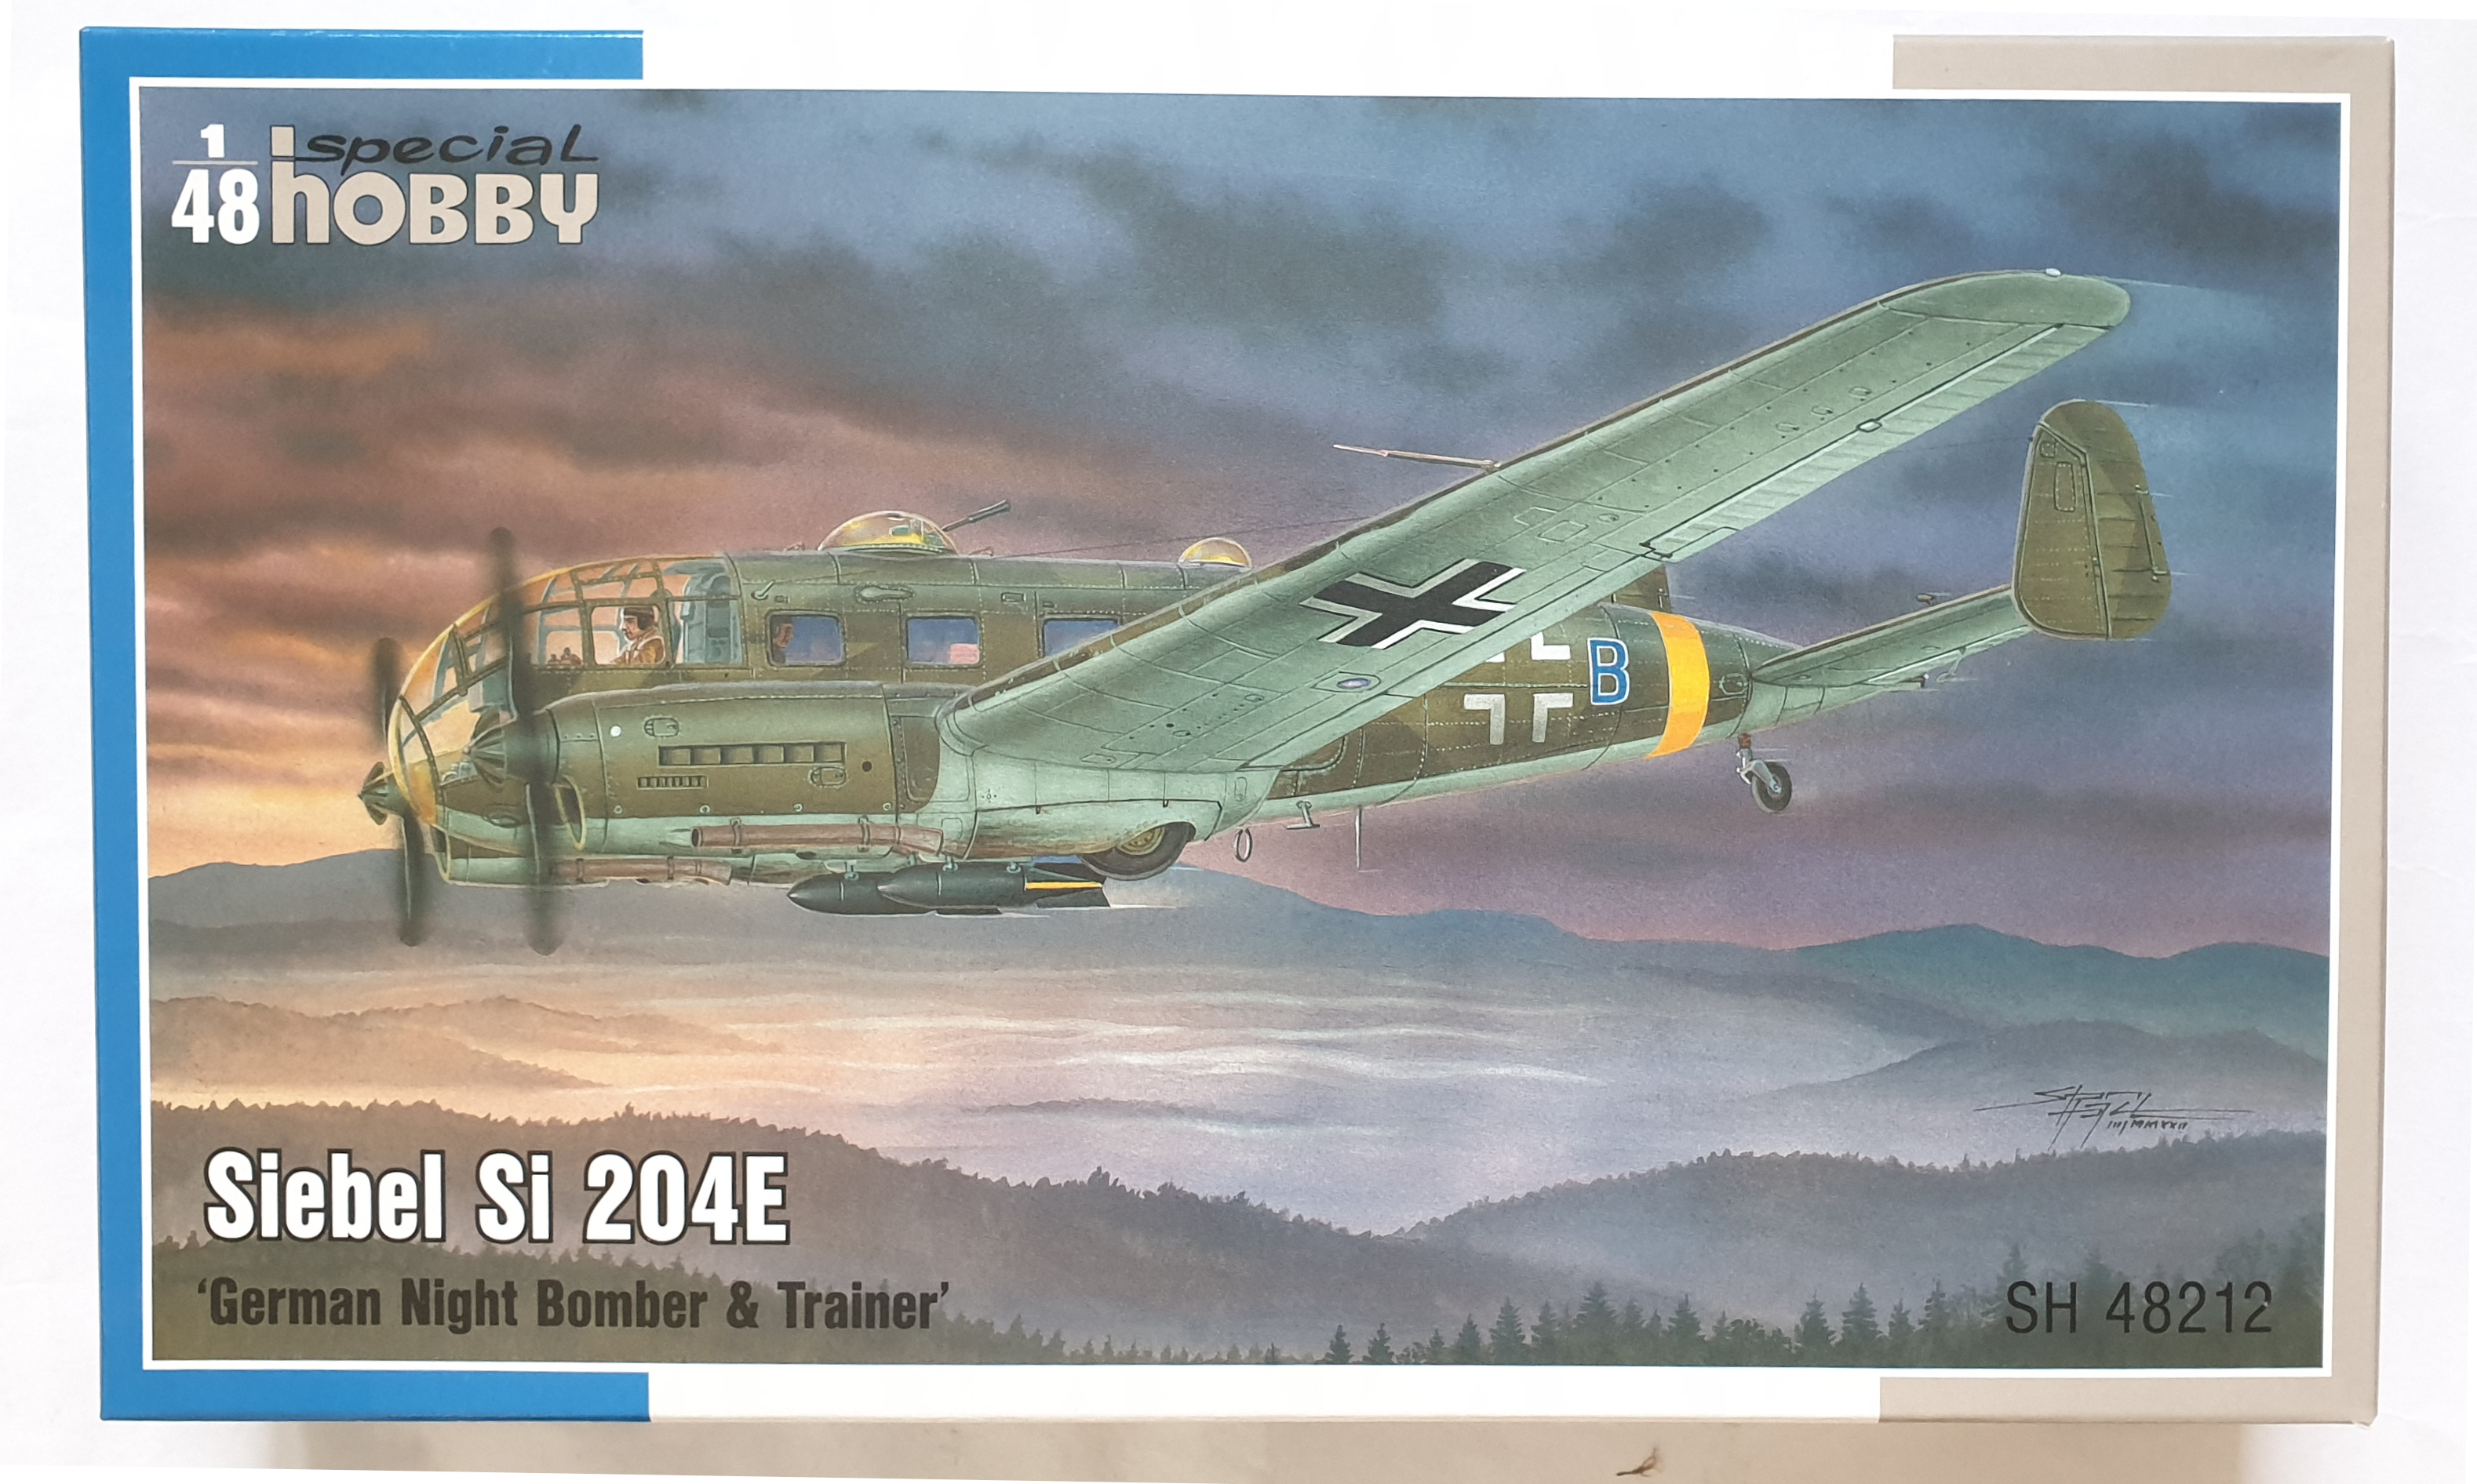 1
48
special
HOBBY
B
Siebel Si 204E
'German Night Bomber & Trainer'
SH 48212